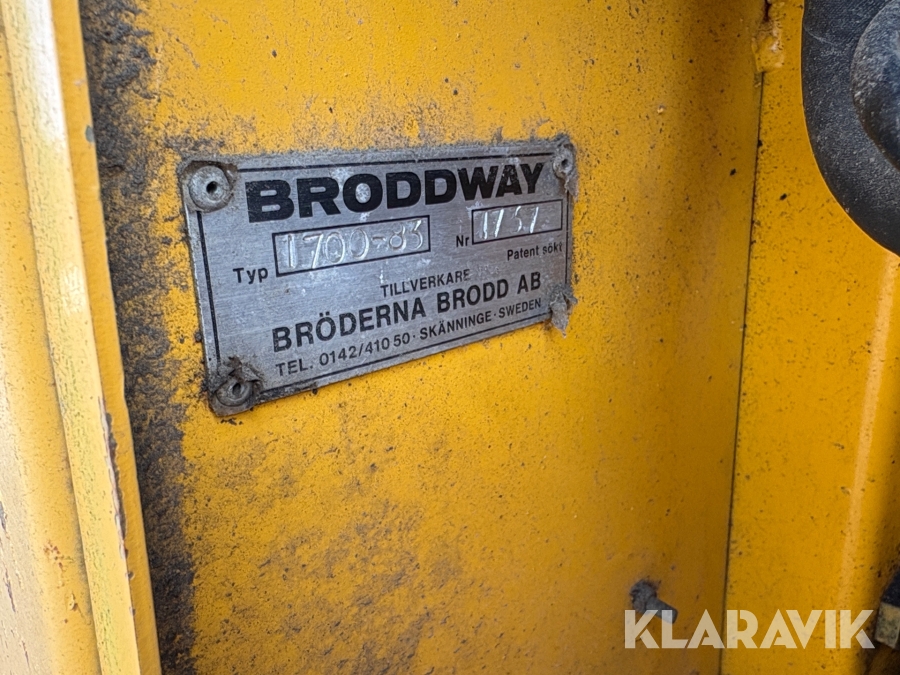 BRODDWAY
Typ 1700-83 Nr 1737
Patent sökt
TILLVERKARE
BRÖDERNA BRODD AB
TEL. 0142/410 50 · SKÄNNINGE · SWEDEN
KLARAVIK